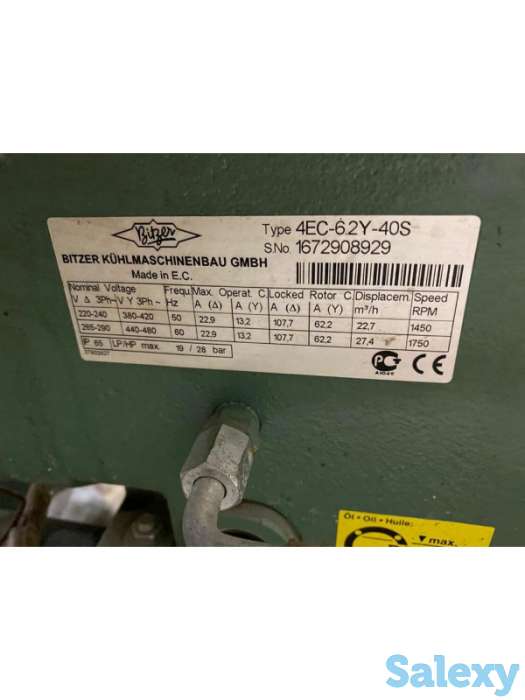 Bitzer
Type 4EC-6.2Y-40S
S.No. 1672908929
BITZER KÜHLMASCHINENBAU GMBH
Made in E.C.
Nominal Voltage Frequ. Max. Operat. C. Locked Rotor C. Displacem. Speed
V Δ 3Ph~ V Y 3Ph~ Hz A (Δ) A (Y) A (Δ) A (Y) m³/h RPM
220-240 380-420 50 22,9 13,2 107,7 62,2 22,7 1450
265-290 440-480 60 22,9 13,2 107,7 62,2 27,4 1750
IP 65 LP/HP max. 19 / 28 bar
PC
CE
Öl • Oil • Huile:
▼max.
Salexy